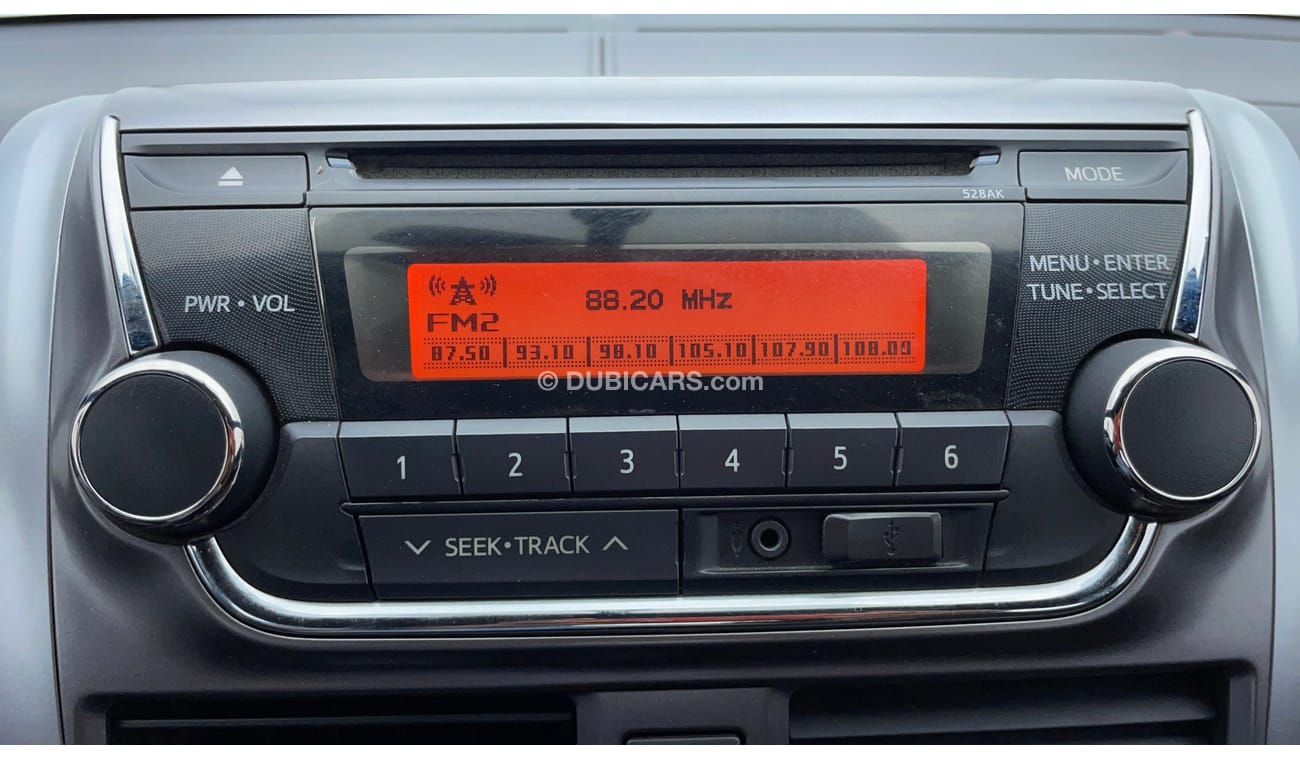 MODE
528AK
PWR • VOL
MENU • ENTER
TUNE • SELECT
88.20 MHz
FM2
87.50 93.10 98.10 105.10 107.90 108.00
© DUBICARS.com
1 2 3 4 5 6
SEEK • TRACK